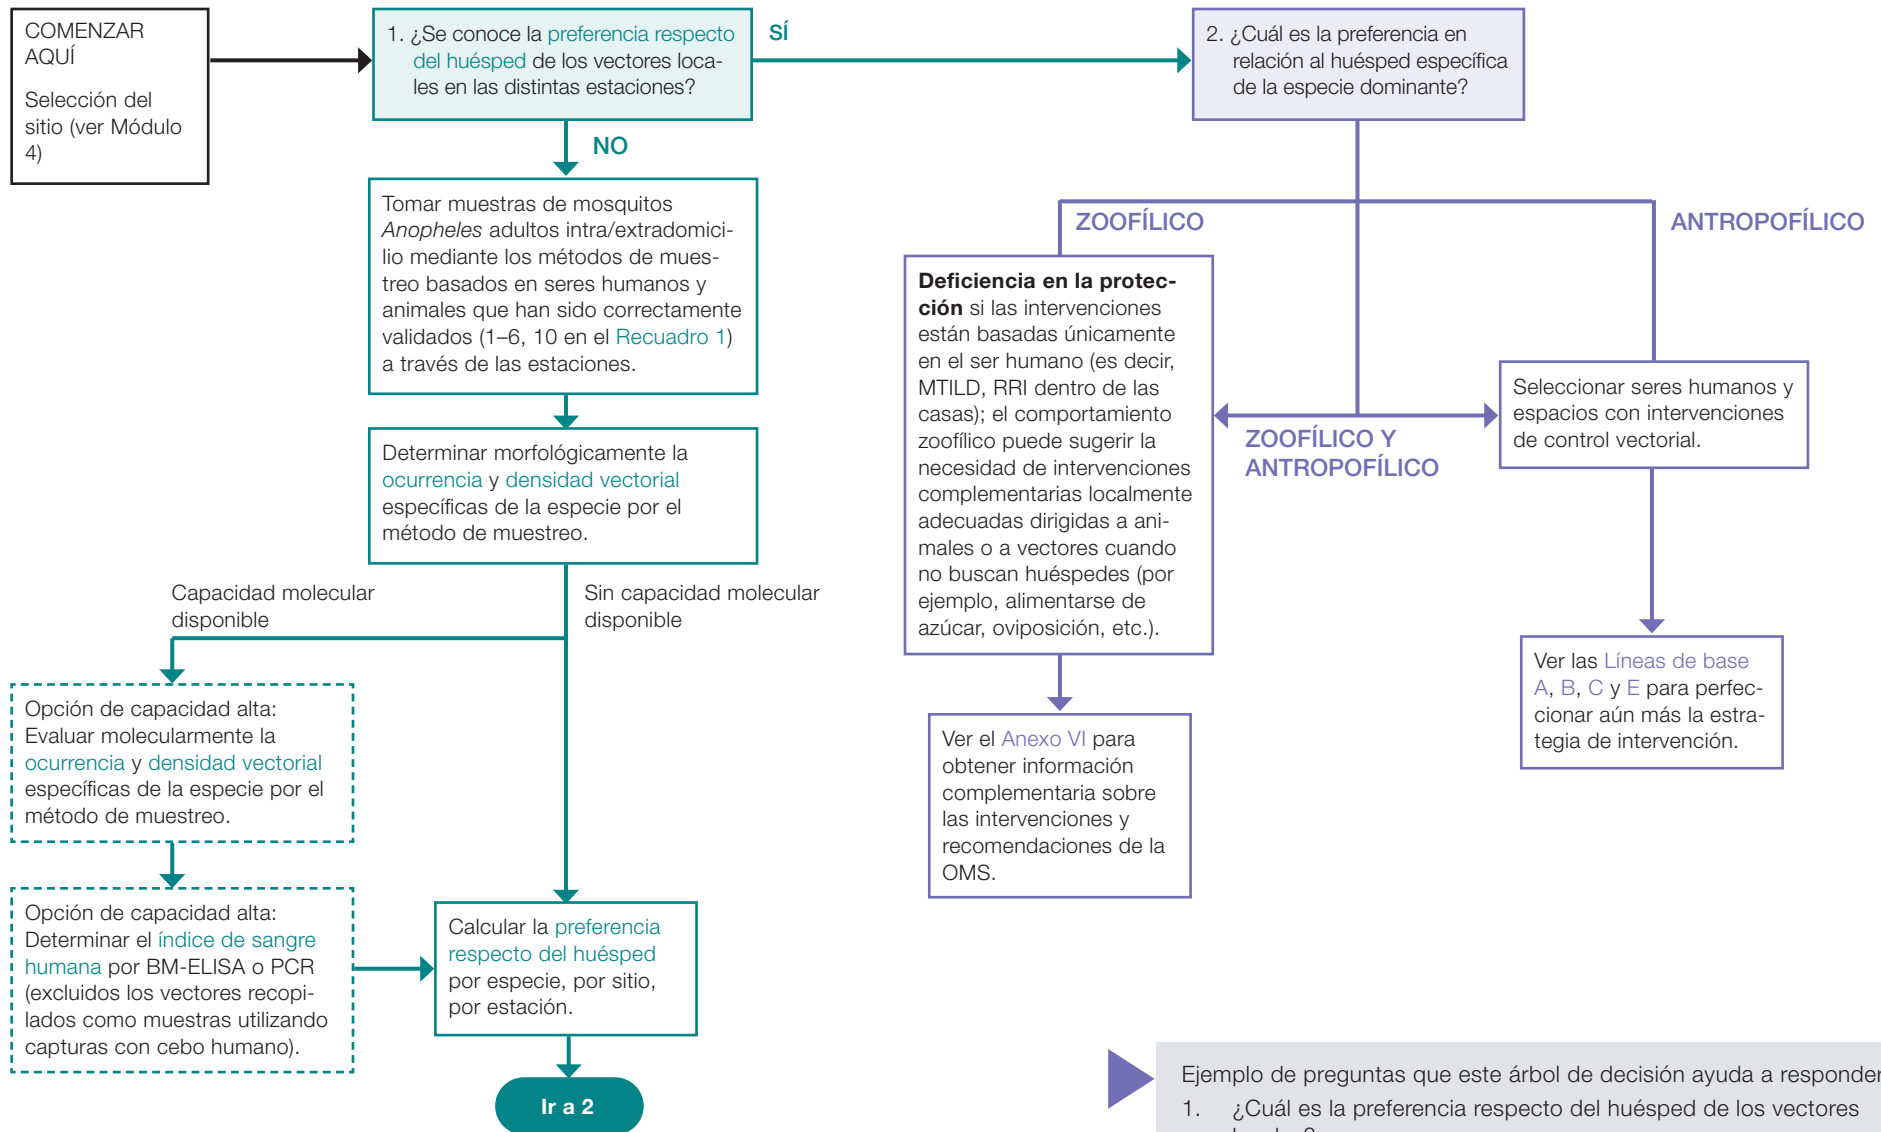 COMENZAR
AQUÍ
Selección del
sitio (ver Módulo
4)
1. ¿Se conoce la preferencia respecto
del huésped de los vectores loca-
les en las distintas estaciones?
SÍ
NO
Tomar muestras de mosquitos
Anopheles adultos intra/extradomici-
lio mediante los métodos de mues-
treo basados en seres humanos y
animales que han sido correctamente
validados (1–6, 10 en el Recuadro 1)
a través de las estaciones.
Determinar morfológicamente la
ocurrencia y densidad vectorial
específicas de la especie por el
método de muestreo.
Capacidad molecular
disponible
Sin capacidad molecular
disponible
Opción de capacidad alta:
Evaluar molecularmente la
ocurrencia y densidad vectorial
específicas de la especie por el
método de muestreo.
Opción de capacidad alta:
Determinar el índice de sangre
humana por BM-ELISA o PCR
(excluidos los vectores recopi-
lados como muestras utilizando
capturas con cebo humano).
Calcular la preferencia
respecto del huésped
por especie, por sitio,
por estación.
Ir a 2
2. ¿Cuál es la preferencia en
relación al huésped específica
de la especie dominante?
ZOOFÍLICO
ANTROPOFÍLICO
ZOOFÍLICO Y
ANTROPOFÍLICO
Deficiencia en la protec-
ción si las intervenciones
están basadas únicamente
en el ser humano (es decir,
MTILD, RRI dentro de las
casas); el comportamiento
zoofílico puede sugerir la
necesidad de intervenciones
complementarias localmente
adecuadas dirigidas a ani-
males o a vectores cuando
no buscan huéspedes (por
ejemplo, alimentarse de
azúcar, oviposición, etc.).
Ver el Anexo VI para
obtener información
complementaria sobre
las intervenciones y
recomendaciones de la
OMS.
Seleccionar seres humanos y
espacios con intervenciones
de control vectorial.
Ver las Líneas de base
A, B, C y E para perfec-
cionar aún más la estra-
tegia de intervención.
Ejemplo de preguntas que este árbol de decisión ayuda a responder
1. ¿Cuál es la preferencia respecto del huésped de los vectores